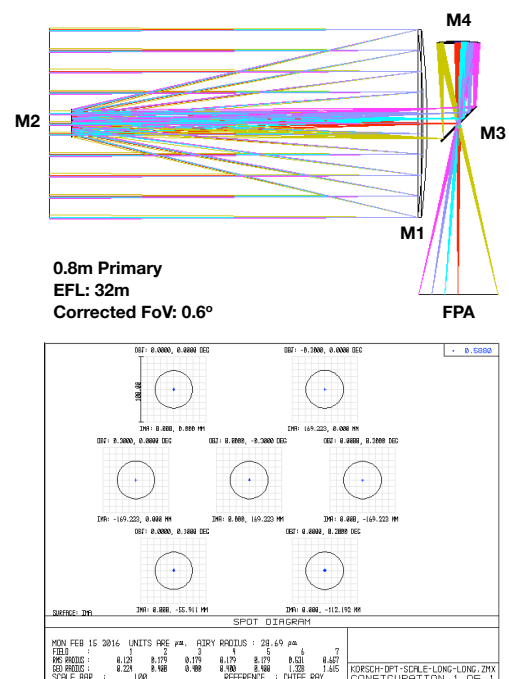 M4
M2
M3
M1
0.8m Primary
EFL: 32m
Corrected FoV: 0.6º
FPA
0.5880
OBJ: 0.0000, 0.0000 DEG
OBJ: -0.3000, 0.0000 DEG
100.00
IMA: 0.000, 0.000 MM
IMA: 169.223, 0.000 MM
OBJ: 0.3000, 0.0000 DEG
OBJ: 0.0000, -0.3000 DEG
OBJ: 0.0000, 0.3000 DEG
IMA: -169.223, 0.000 MM
IMA: 0.000, 169.223 MM
IMA: 0.000, -169.223 MM
OBJ: 0.0000, 0.1000 DEG
OBJ: 0.0000, 0.2000 DEG
IMA: 0.000, -55.911 MM
IMA: 0.000, -112.192 MM
SURFACE: IMA
SPOT DIAGRAM
MON FEB 15 2016 UNITS ARE µm. AIRY RADIUS : 28.69 µm
FIELD : 1 2 3 4 5 6 7
RMS RADIUS : 0.129 0.179 0.179 0.179 0.179 0.531 0.657
GEO RADIUS : 0.224 0.400 0.400 0.400 0.400 1.328 1.615
SCALE BAR : 100 REFERENCE : CHIEF RAY
KORSCH-OPT-SCALE-LONG-LONG.ZMX
CONFIGURATION 1 OF 1